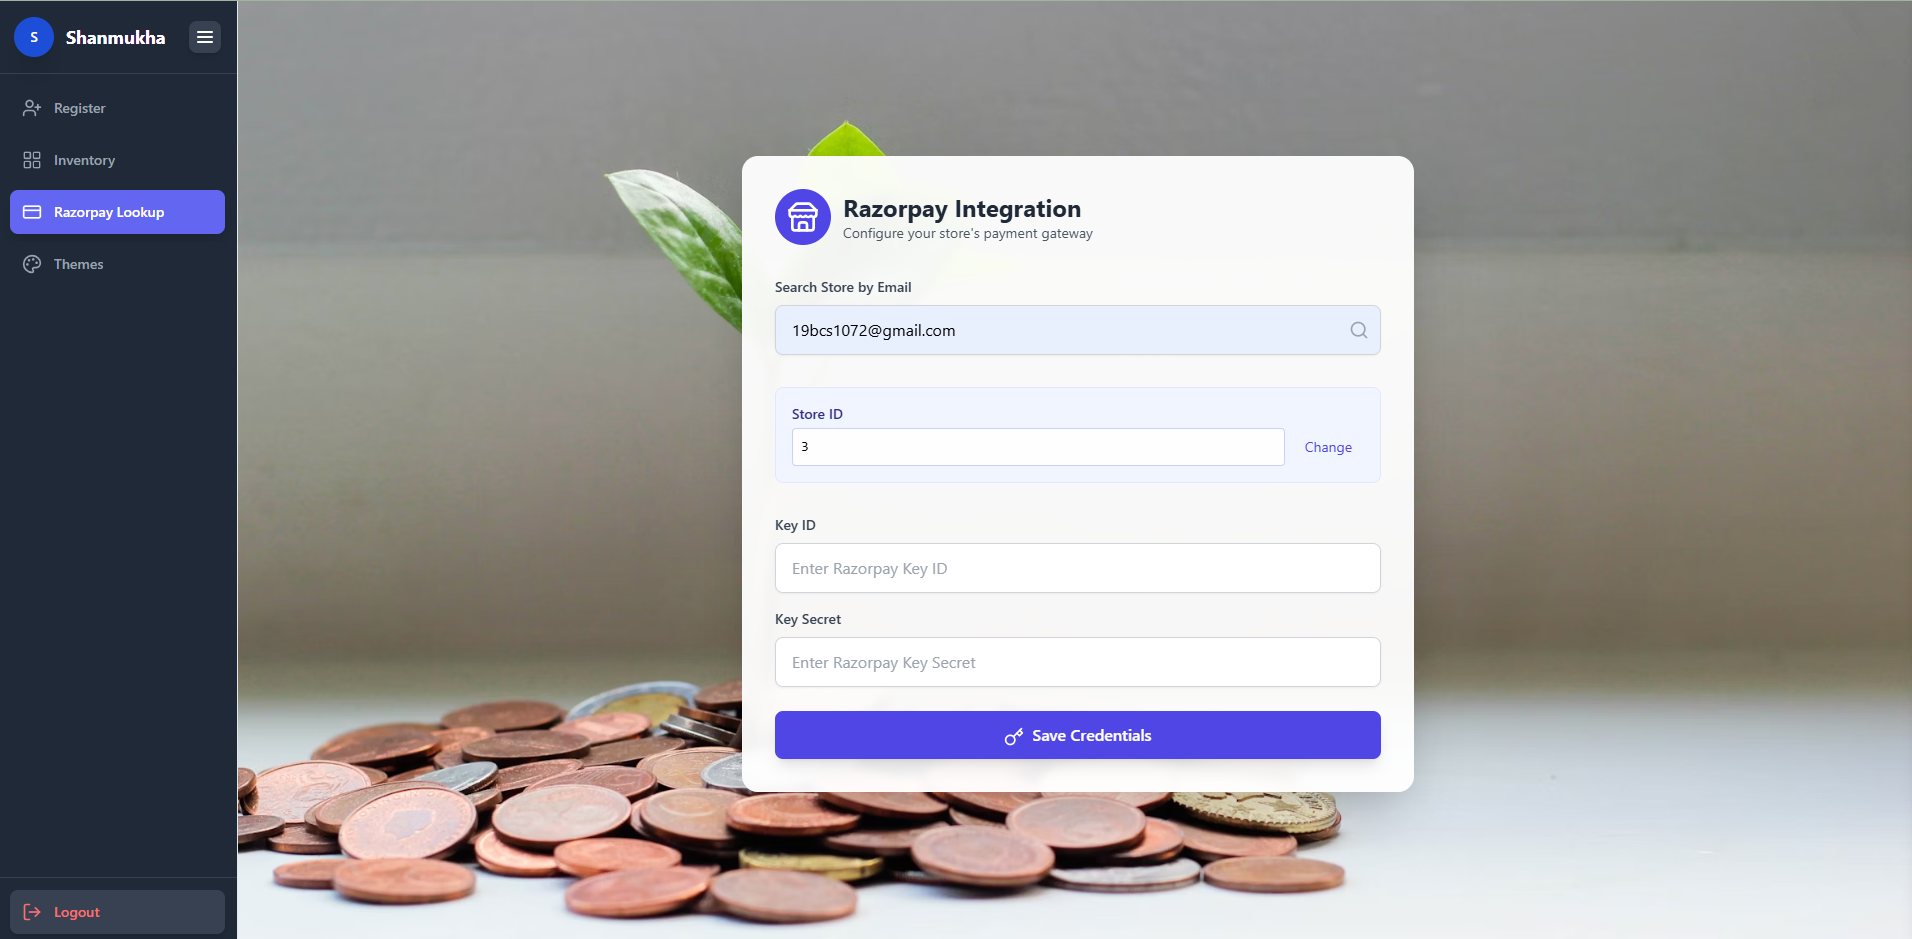 S
Shanmukha
Register
Inventory
Razorpay Lookup
Themes
Logout
Razorpay Integration
Configure your store's payment gateway
Search Store by Email
19bcs1072@gmail.com
Store ID
3
Change
Key ID
Enter Razorpay Key ID
Key Secret
Enter Razorpay Key Secret
Save Credentials